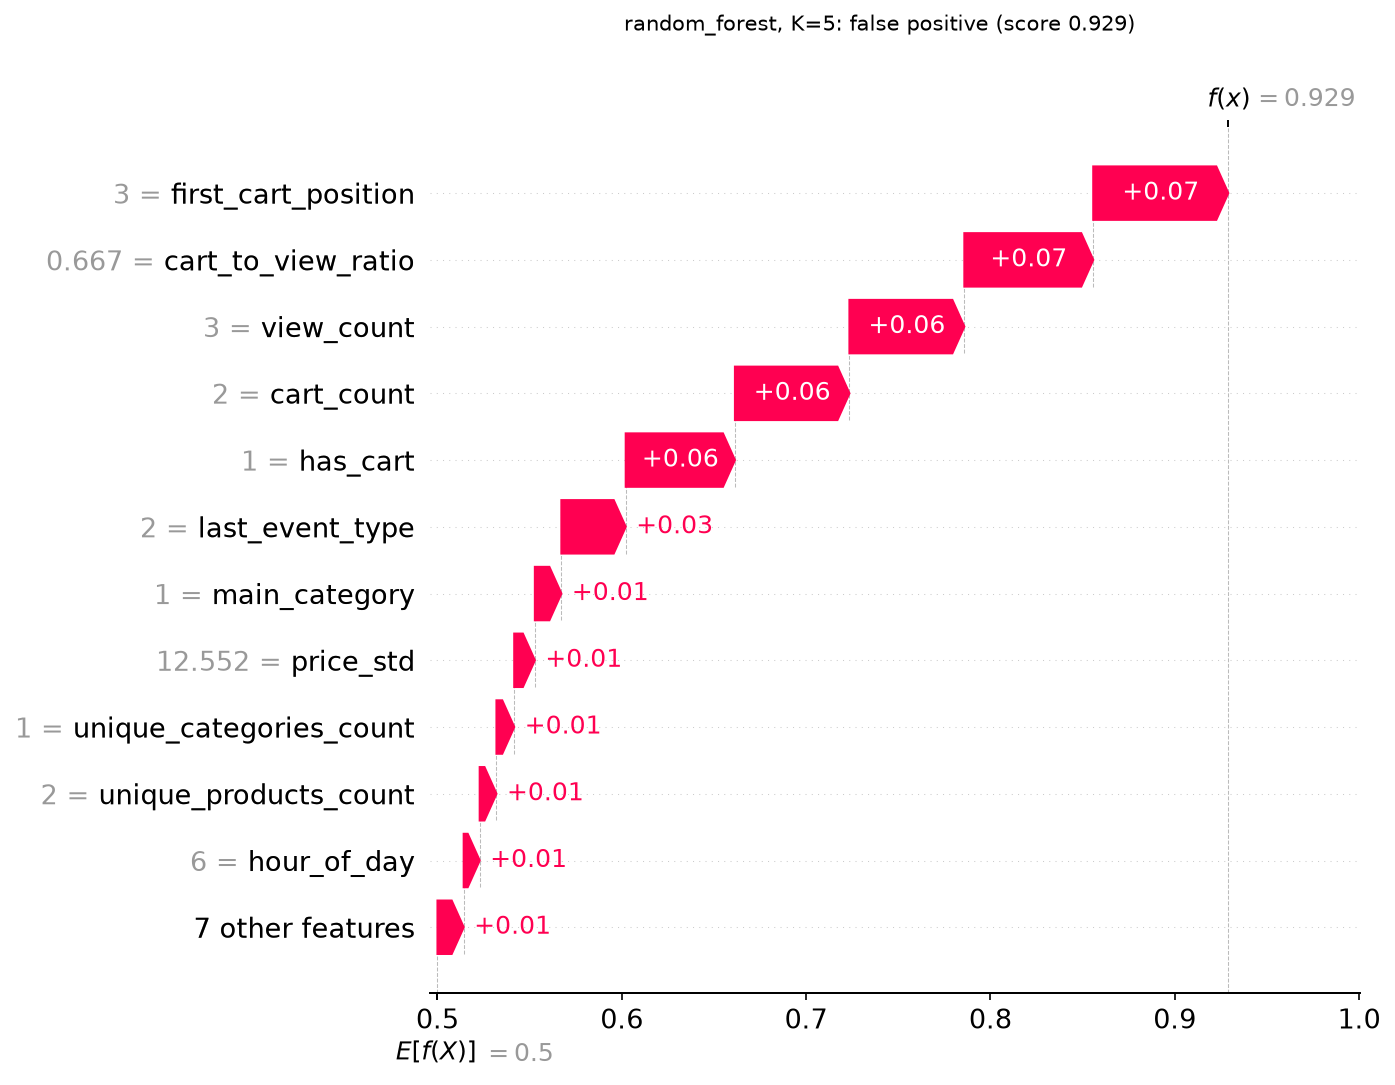 random_forest, K=5: false positive (score 0.929)
f(x) = 0.929
3 = first_cart_position +0.07
0.667 = cart_to_view_ratio +0.07
3 = view_count +0.06
2 = cart_count +0.06
1 = has_cart +0.06
2 = last_event_type +0.03
1 = main_category +0.01
12.552 = price_std +0.01
1 = unique_categories_count +0.01
2 = unique_products_count +0.01
6 = hour_of_day +0.01
7 other features +0.01
0.5 0.6 0.7 0.8 0.9 1.0
E[f(X)] = 0.5